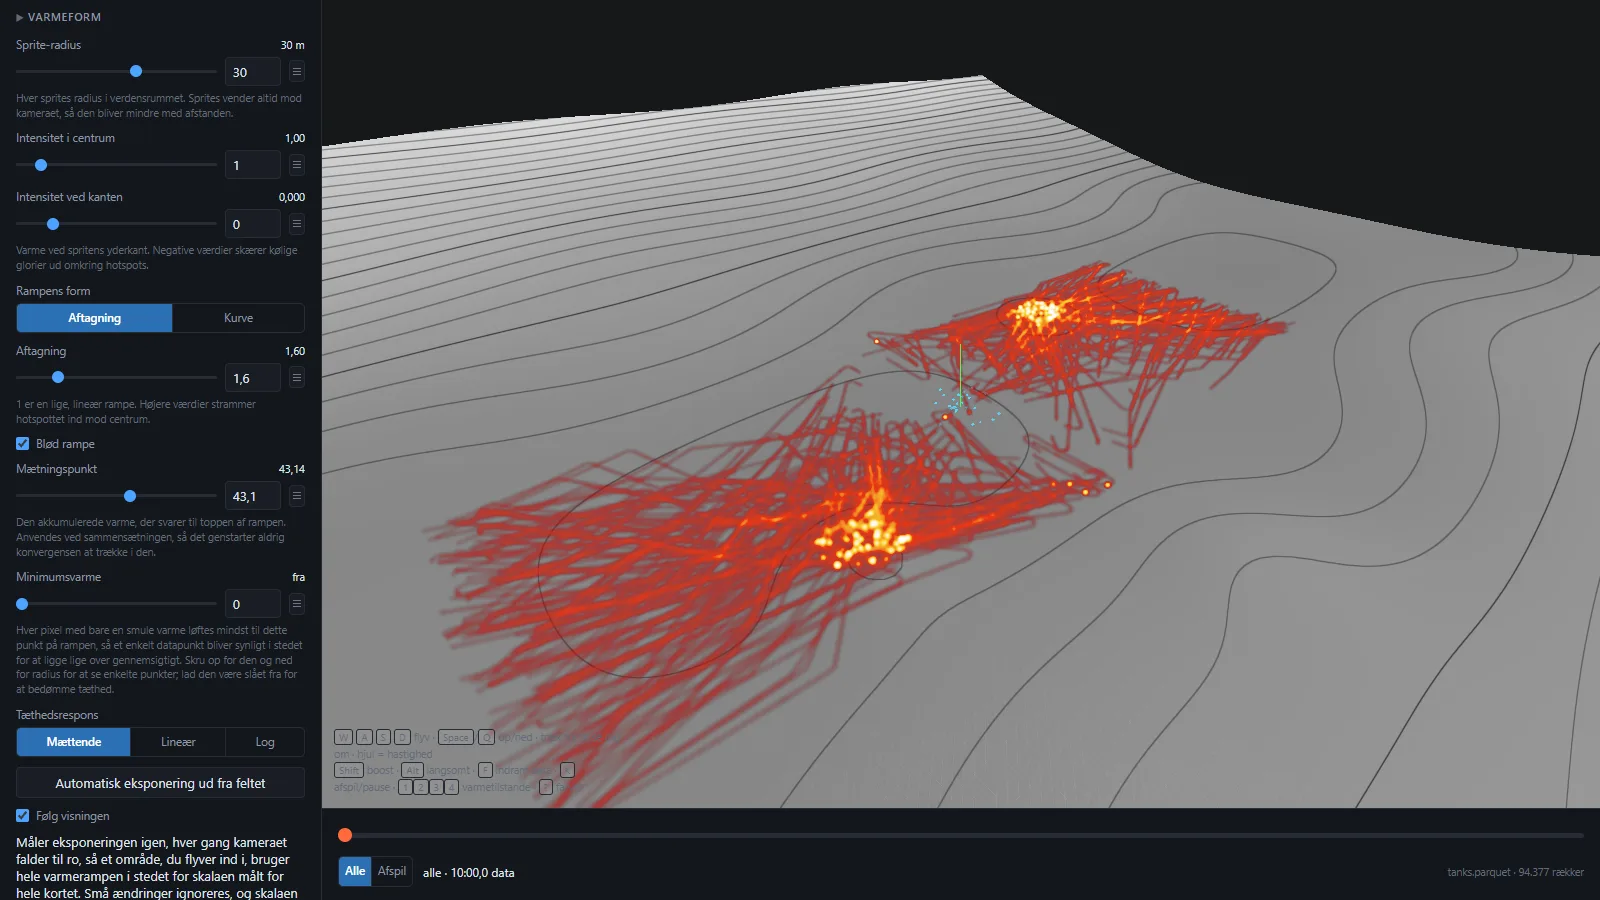 VARMEFORM
Sprite-radius 30 m
30
Hver sprites radius i verdensrummet. Sprites vender altid mod
kameraet, så den bliver mindre med afstanden.
Intensitet i centrum 1,00
1
Intensitet ved kanten 0,000
0
Varme ved spritens yderkant. Negative værdier skærer kølige
glorier ud omkring hotspots.
Rampens form
Aftagning Kurve
Aftagning 1,60
1,6
1 er en lige, lineær rampe. Højere værdier strammer
hotspottet ind mod centrum.
Blød rampe
Mætningspunkt 43,14
43,1
Den akkumulerede varme, der svarer til toppen af rampen.
Anvendes ved sammensætningen, så det genstarter aldrig
konvergensen at trække i den.
Minimumsvarme fra
0
Hver pixel med bare en smule varme løftes mindst til dette
punkt på rampen, så et enkelt datapunkt bliver synligt i stedet
for at ligge lige over gennemsigtigt. Skru op for den og ned
for radius for at se enkelte punkter; lad den være slået fra for
at bedømme tæthed.
Tæthedsrespons
Mættende Lineær Log
Automatisk eksponering ud fra feltet
Følg visningen
Måler eksponeringen igen, hver gang kameraet
falder til ro, så et område, du flyver ind i, bruger
hele varmerampen i stedet for skalaen målt for
hele kortet. Små ændringer ignoreres, og skalaen
W A S D flyv · Space Q op/ned ·
om · hjul = hastighed
Shift boost · Alt langsomt · F K
afspil/pause · 1 2 3 4 varmetilstande ·
Alle Afspil alle · 10:00,0 data
tanks.parquet · 94.377 rækker